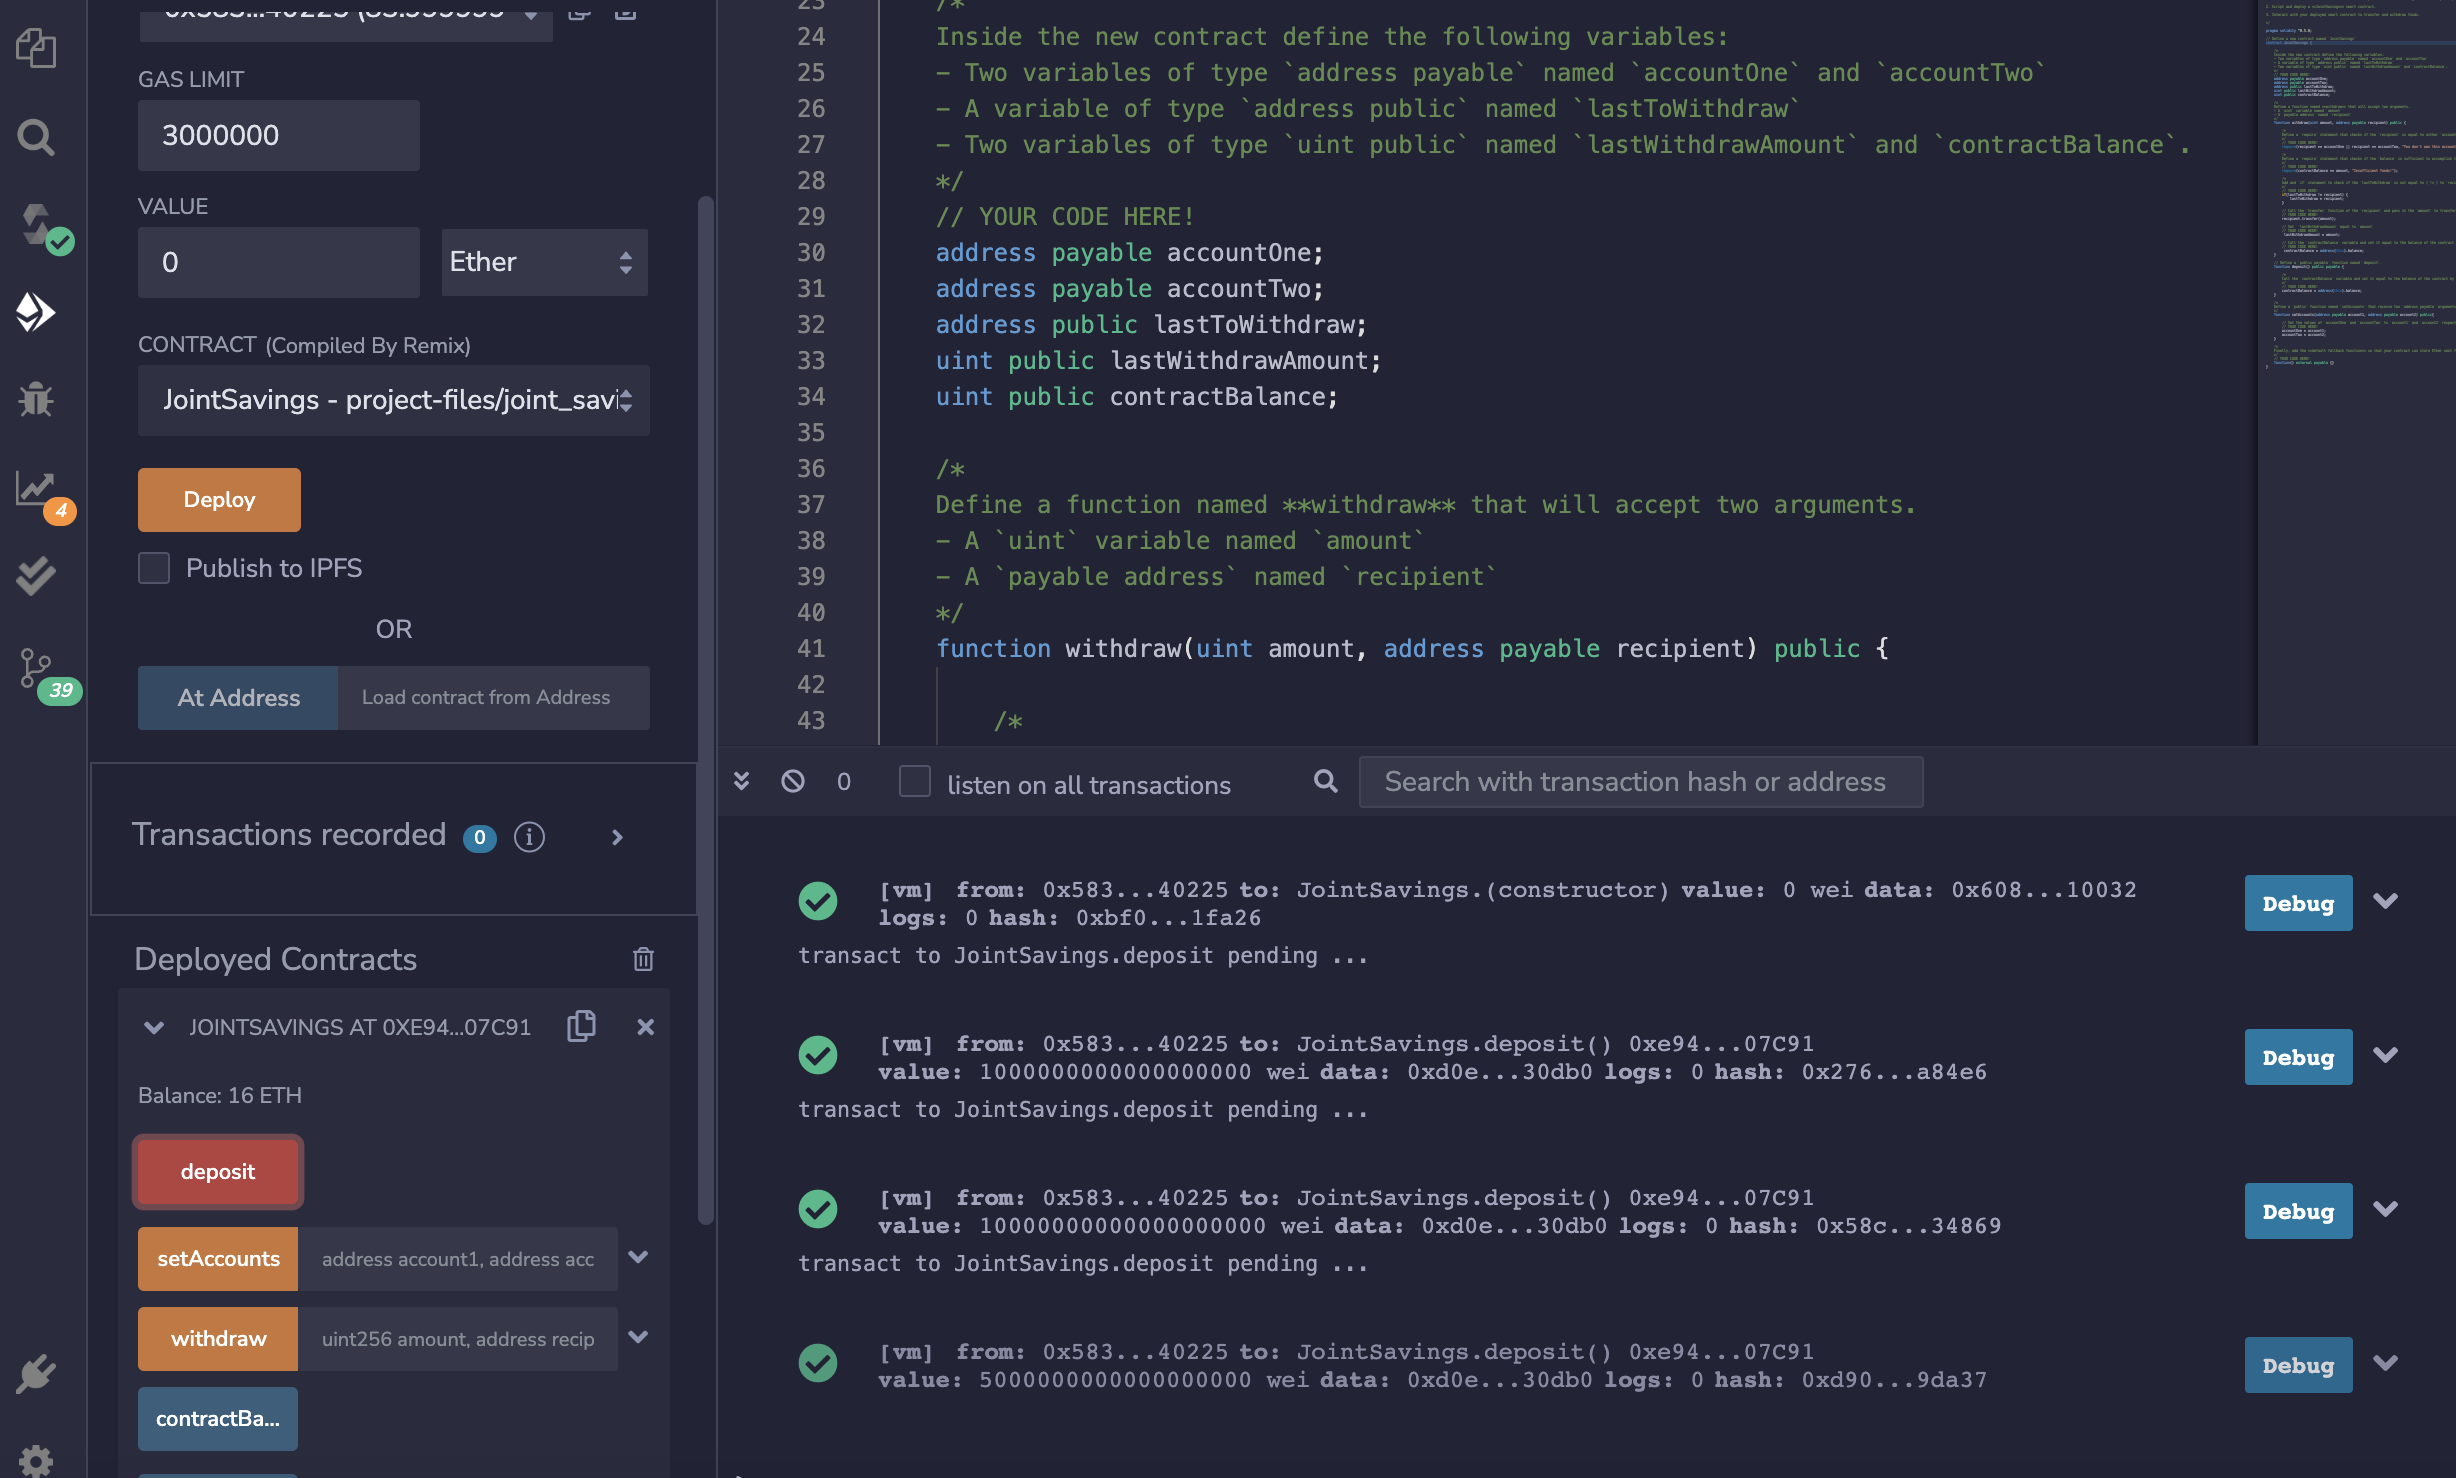 GAS LIMIT
3000000
VALUE
0
Ether
CONTRACT (Compiled By Remix)
JointSavings - project-files/joint_savi
Deploy
4
Publish to IPFS
OR
39
At Address
Load contract from Address
Transactions recorded 0
Deployed Contracts
JOINTSAVINGS AT 0XE94...07C91
Balance: 16 ETH
deposit
setAccounts
address account1, address acc
withdraw
uint256 amount, address recip
contractBa...
23 /*
24 Inside the new contract define the following variables:
25 - Two variables of type `address payable` named `accountOne` and `accountTwo`
26 - A variable of type `address public` named `lastToWithdraw`
27 - Two variables of type `uint public` named `lastWithdrawAmount` and `contractBalance`.
28 */
29 // YOUR CODE HERE!
30 address payable accountOne;
31 address payable accountTwo;
32 address public lastToWithdraw;
33 uint public lastWithdrawAmount;
34 uint public contractBalance;
35
36 /*
37 Define a function named **withdraw** that will accept two arguments.
38 - A `uint` variable named `amount`
39 - A `payable address` named `recipient`
40 */
41 function withdraw(uint amount, address payable recipient) public {
42
43 /*
0
listen on all transactions
Search with transaction hash or address
[vm] from: 0x583...40225 to: JointSavings.(constructor) value: 0 wei data: 0x608...10032
logs: 0 hash: 0xbf0...1fa26
Debug
transact to JointSavings.deposit pending ...
[vm] from: 0x583...40225 to: JointSavings.deposit() 0xe94...07C91
value: 1000000000000000000 wei data: 0xd0e...30db0 logs: 0 hash: 0x276...a84e6
Debug
transact to JointSavings.deposit pending ...
[vm] from: 0x583...40225 to: JointSavings.deposit() 0xe94...07C91
value: 10000000000000000000 wei data: 0xd0e...30db0 logs: 0 hash: 0x58c...34869
Debug
transact to JointSavings.deposit pending ...
[vm] from: 0x583...40225 to: JointSavings.deposit() 0xe94...07C91
value: 5000000000000000000 wei data: 0xd0e...30db0 logs: 0 hash: 0xd90...9da37
Debug